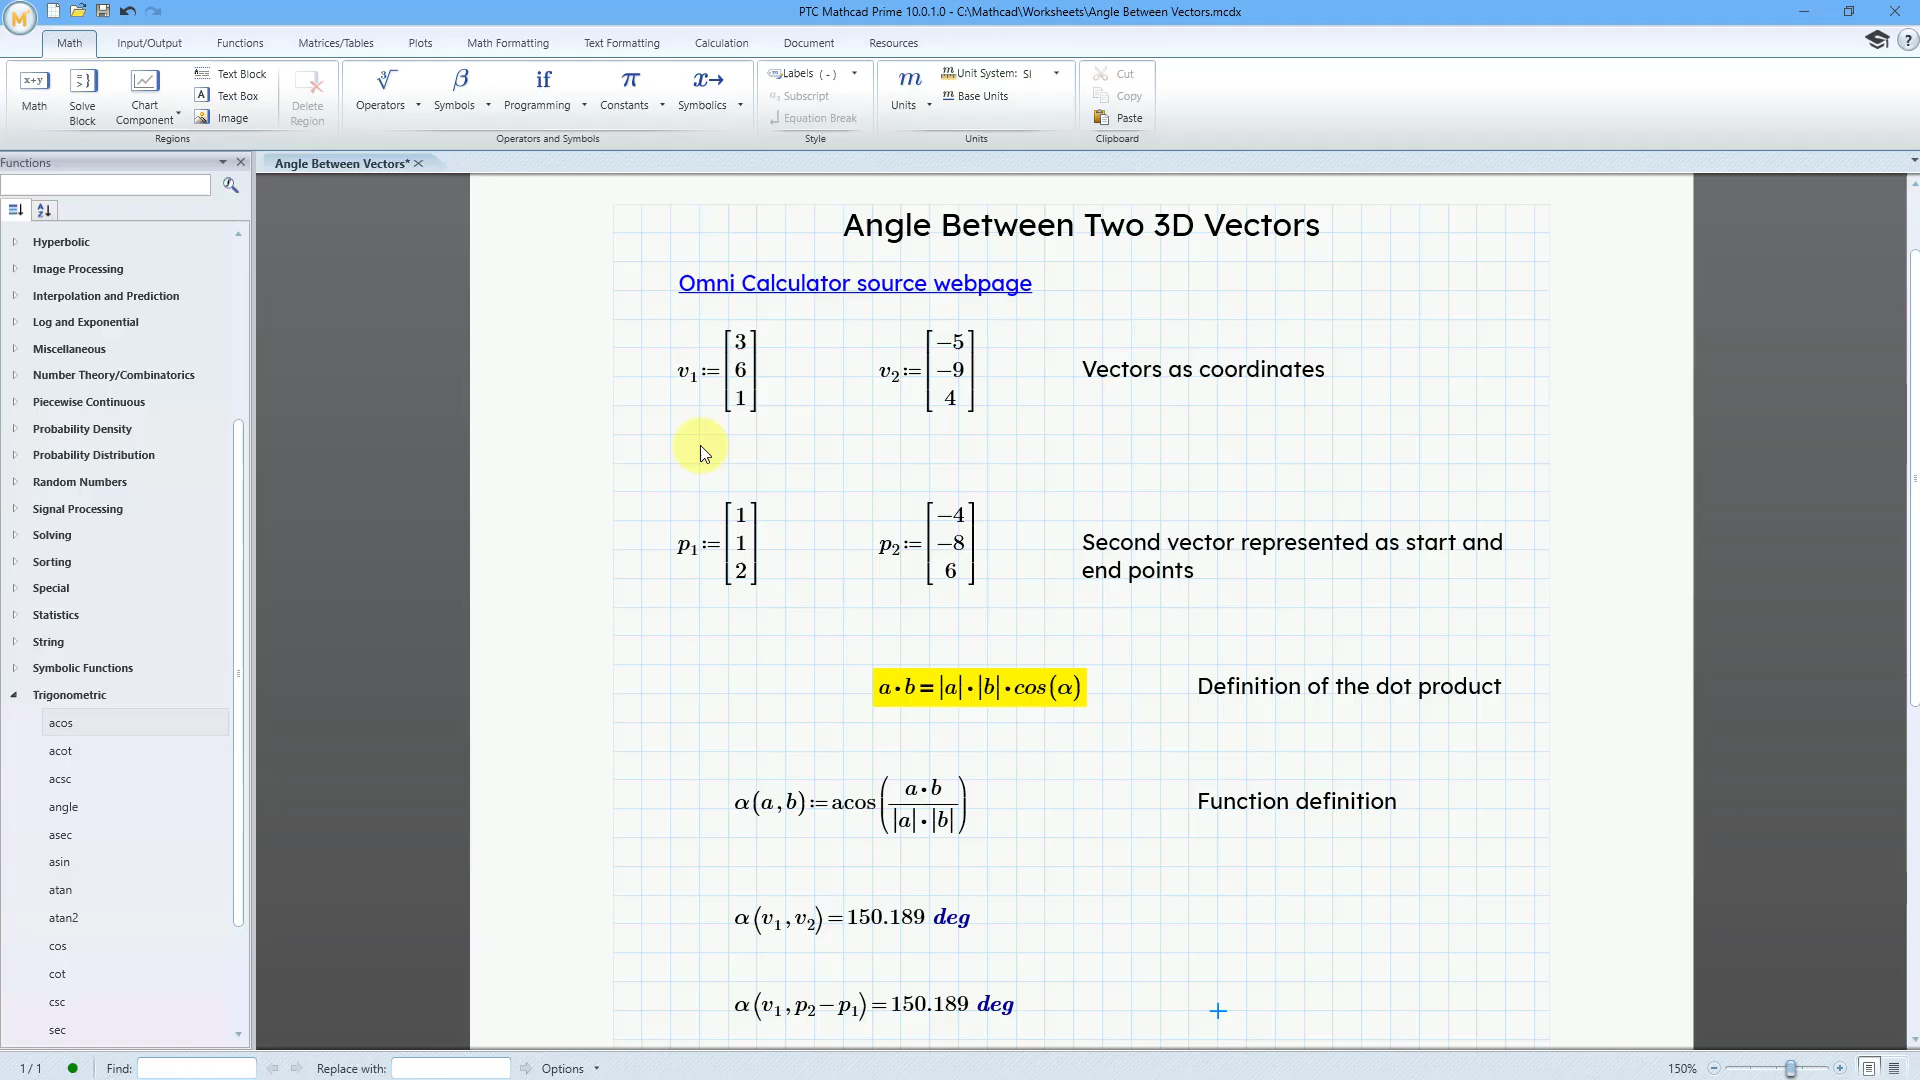 PTC Mathcad Prime 10.0.1.0 - C:\Mathcad\Worksheets\Angle Between Vectors.mcdx
Math Input/Output Functions Matrices/Tables Plots Math Formatting Text Formatting Calculation Document Resources
Math
Solve Block
Chart Component
Text Block
Text Box
Image
Delete Region
Regions
Operators
Symbols
Programming
Constants
Symbolics
Operators and Symbols
Labels (-)
Subscript
Equation Break
Style
Units
Unit System: SI
Base Units
Units
Cut
Copy
Paste
Clipboard
Functions
Angle Between Vectors*
Hyperbolic
Image Processing
Interpolation and Prediction
Log and Exponential
Miscellaneous
Number Theory/Combinatorics
Piecewise Continuous
Probability Density
Probability Distribution
Random Numbers
Signal Processing
Solving
Sorting
Special
Statistics
String
Symbolic Functions
Trigonometric
acos
acot
acsc
angle
asec
asin
atan
atan2
cos
cot
csc
sec
Angle Between Two 3D Vectors
Omni Calculator source webpage
v₁:=[3 6 1] v₂:=[−5 −9 4] Vectors as coordinates
p₁:=[1 1 2] p₂:=[−4 −8 6] Second vector represented as start and
end points
a•b=|a|•|b|•cos(α) Definition of the dot product
α(a,b):=acos(a•b/|a|•|b|) Function definition
α(v₁,v₂)=150.189 deg
α(v₁,p₂−p₁)=150.189 deg
1 / 1 Find: Replace with: Options 150%